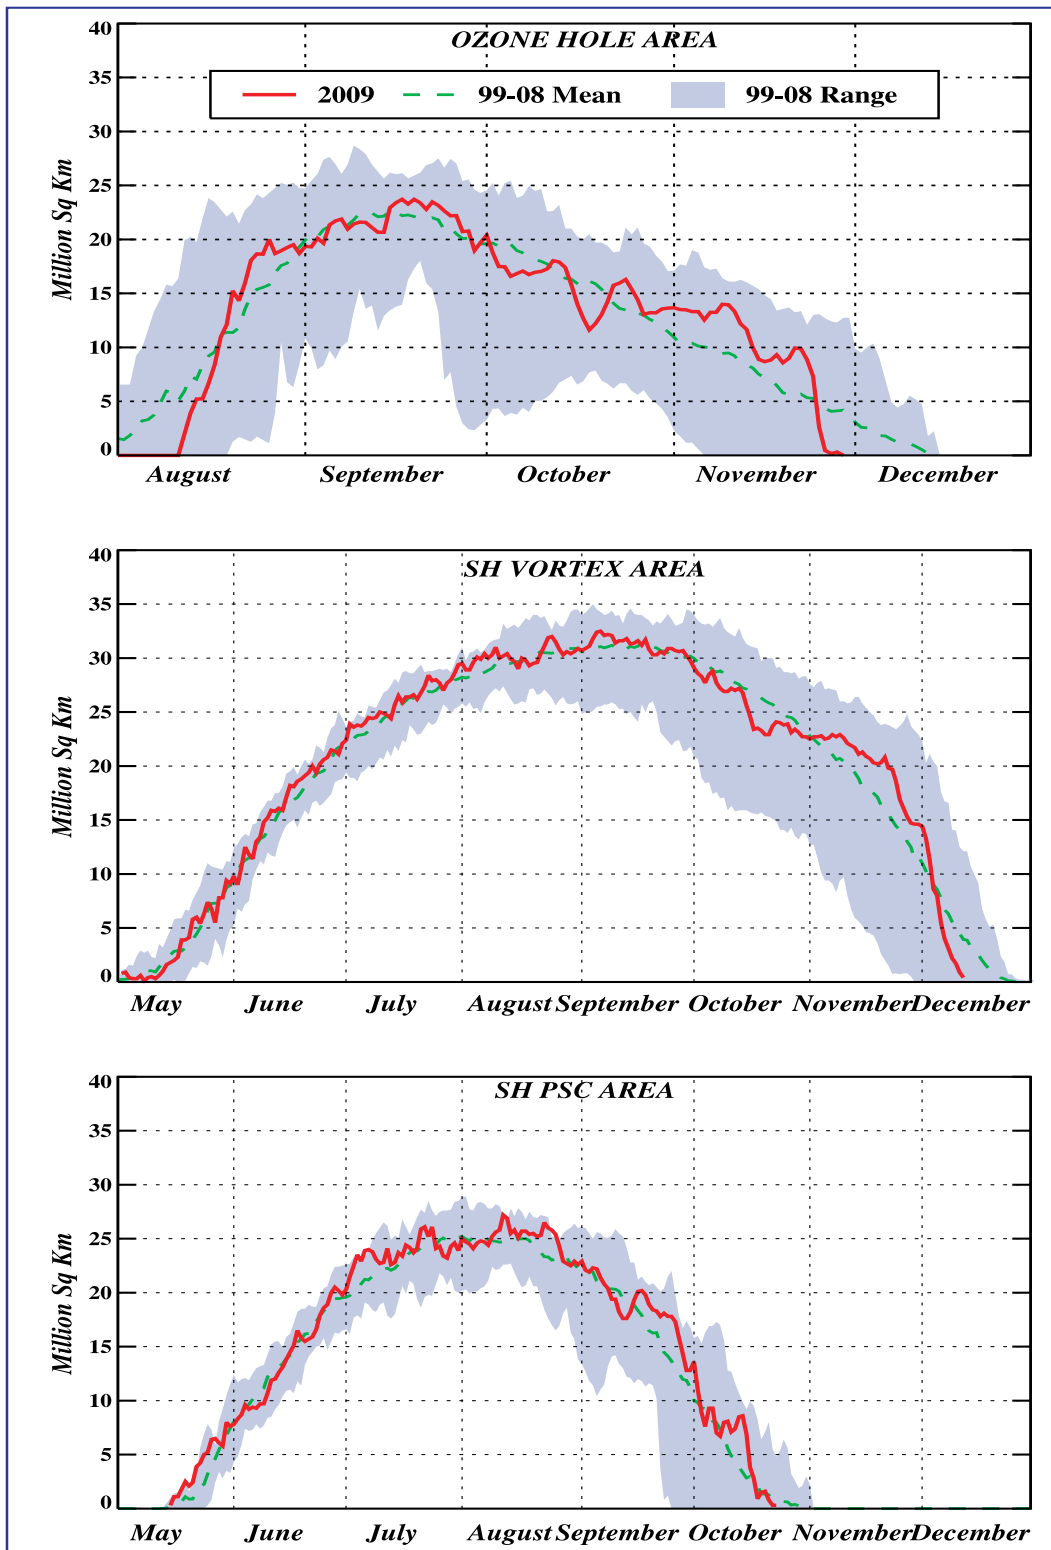 OZONE HOLE AREA
2009 99-08 Mean 99-08 Range
Million Sq Km
40
35
30
25
20
15
10
5
0
August September October November December
SH VORTEX AREA
Million Sq Km
40
35
30
25
20
15
10
5
0
May June July August September October November December
SH PSC AREA
Million Sq Km
40
35
30
25
20
15
10
5
0
May June July August September October November December